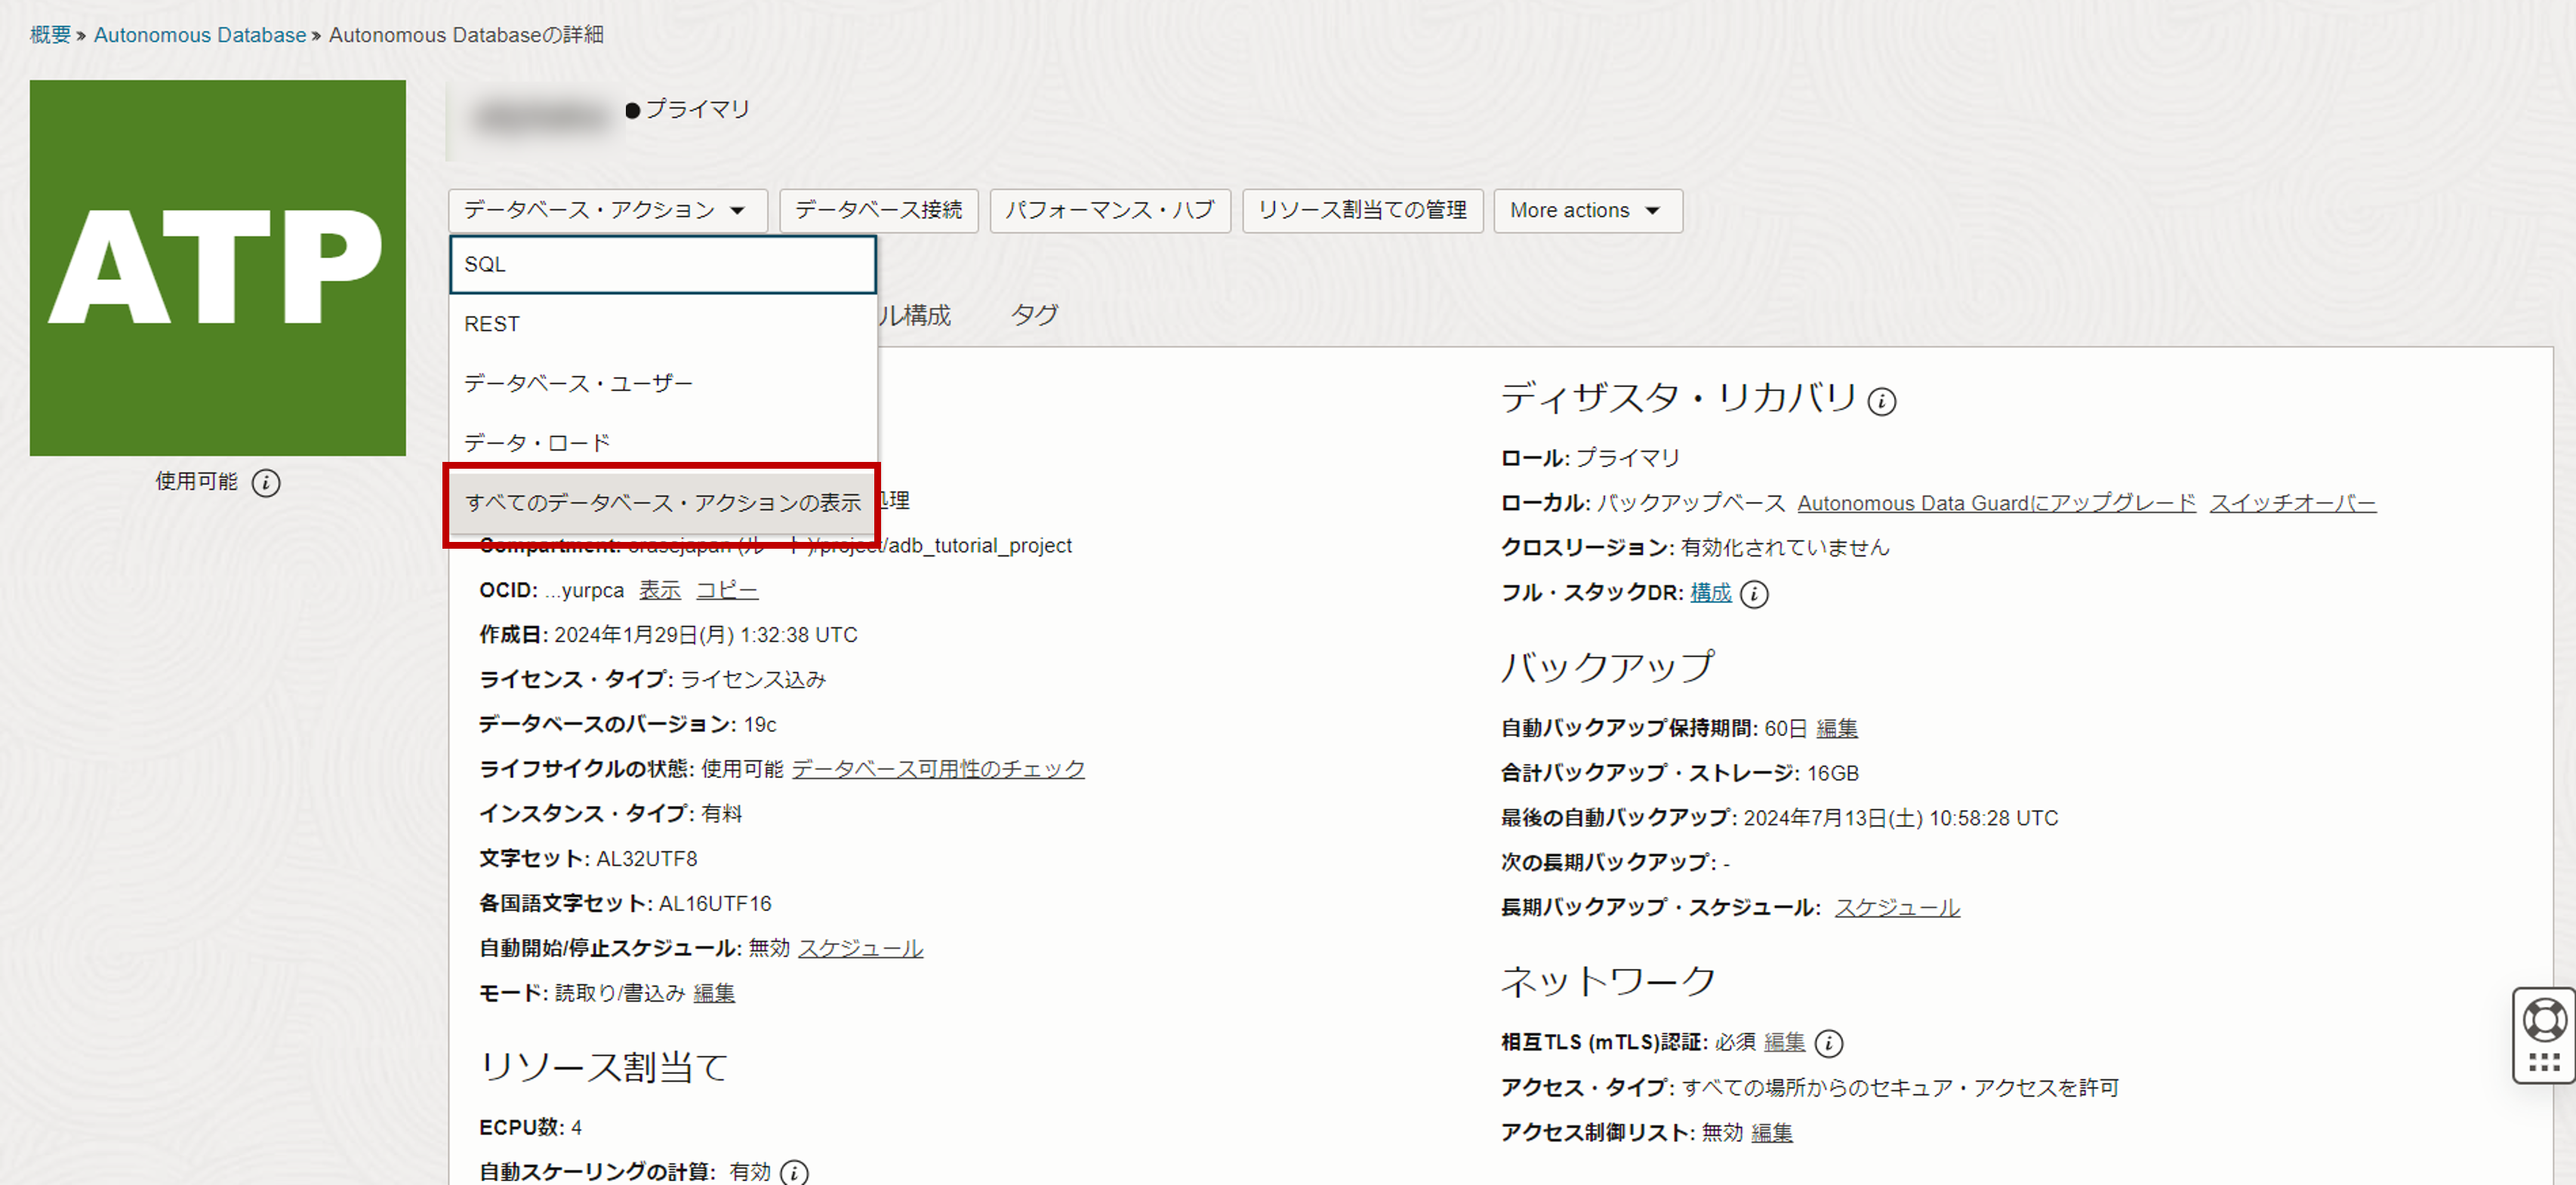 概要 » Autonomous Database » Autonomous Databaseの詳細
ATP
使用可能
プライマリ
データベース・アクション
データベース接続
パフォーマンス・ハブ
リソース割当ての管理
More actions
SQL
REST
データベース・ユーザー
データ・ロード
すべてのデータベース・アクションの表示
ル構成
タグ
処理
Compartment: (ルート)/project/adb_tutorial_project
OCID: ...yurpca 表示 コピー
作成日: 2024年1月29日(月) 1:32:38 UTC
ライセンス・タイプ: ライセンス込み
データベースのバージョン: 19c
ライフサイクルの状態: 使用可能 データベース可用性のチェック
インスタンス・タイプ: 有料
文字セット: AL32UTF8
各国語文字セット: AL16UTF16
自動開始/停止スケジュール: 無効 スケジュール
モード: 読取り/書込み 編集
リソース割当て
ECPU数: 4
自動スケーリングの計算: 有効
ディザスタ・リカバリ
ロール: プライマリ
ローカル: バックアップベース Autonomous Data Guardにアップグレード スイッチオーバー
クロスリージョン: 有効化されていません
フル・スタックDR: 構成
バックアップ
自動バックアップ保持期間: 60日 編集
合計バックアップ・ストレージ: 16GB
最後の自動バックアップ: 2024年7月13日(土) 10:58:28 UTC
次の長期バックアップ: -
長期バックアップ・スケジュール: スケジュール
ネットワーク
相互TLS (mTLS)認証: 必須 編集
アクセス・タイプ: すべての場所からのセキュア・アクセスを許可
アクセス制御リスト: 無効 編集